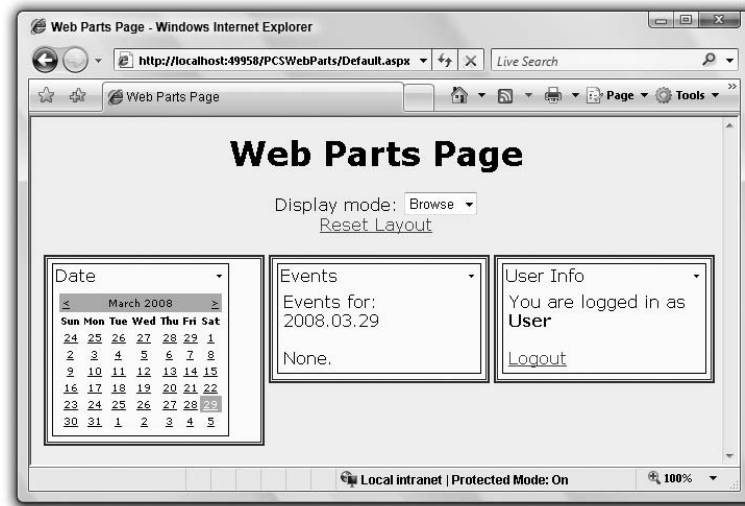 Web Parts Page - Windows Internet Explorer
http://localhost:49958/PCSWebParts/Default.aspx
Live Search
Web Parts Page
Page
Tools
Web Parts Page
Display mode: Browse
Reset Layout
Date
< March 2008 >
Sun Mon Tue Wed Thu Fri Sat
24 25 26 27 28 29 1
2 3 4 5 6 7 8
9 10 11 12 13 14 15
16 17 18 19 20 21 22
23 24 25 26 27 28 29
30 31 1 2 3 4 5
Events
Events for:
2008.03.29
None.
User Info
You are logged in as
User
Logout
Local intranet | Protected Mode: On
100%